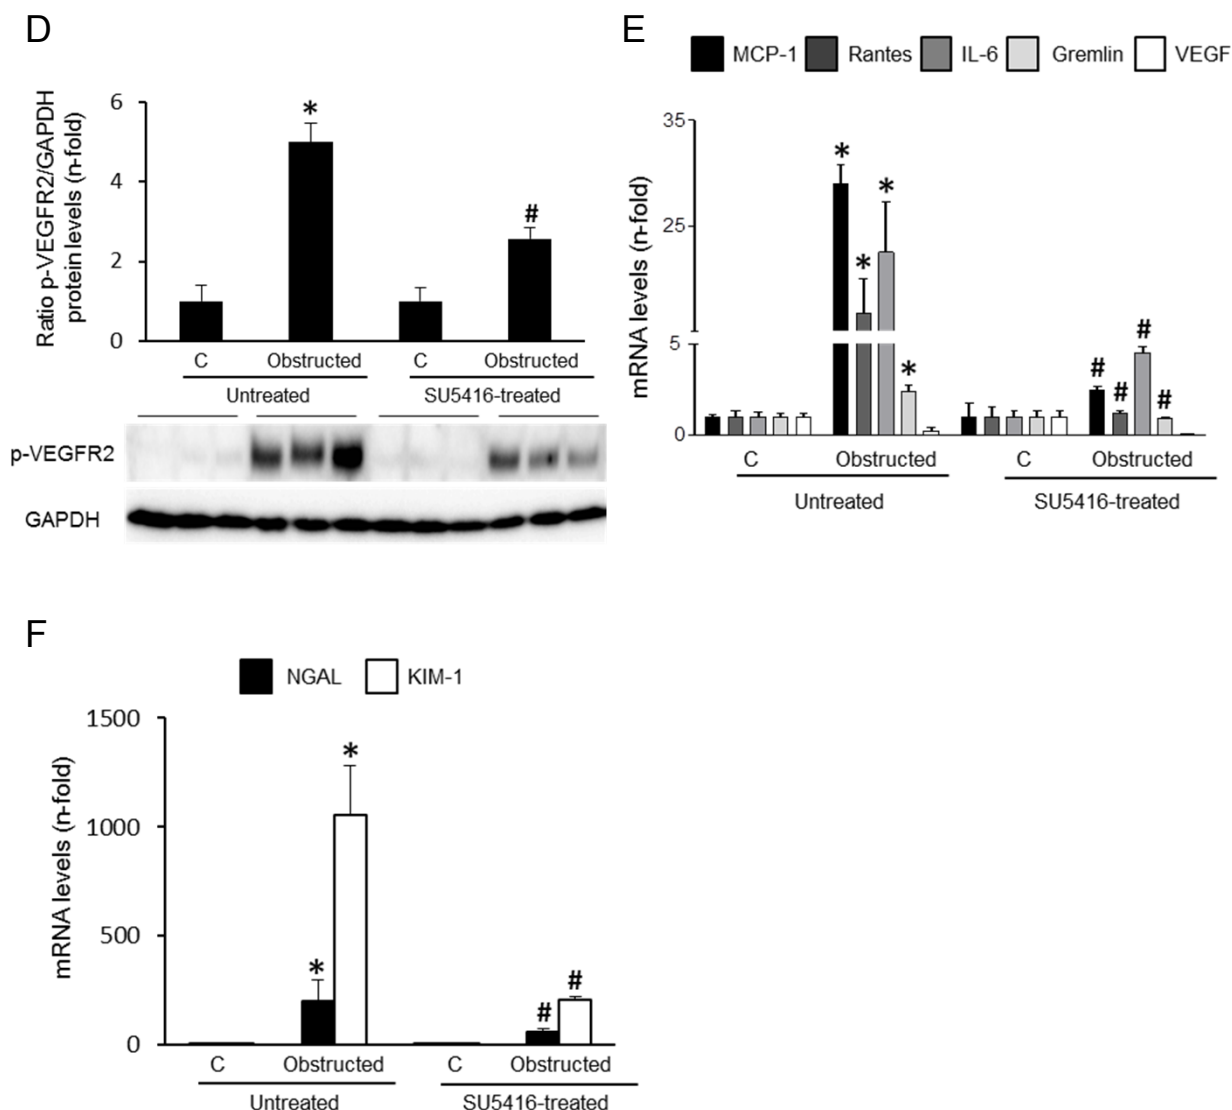 D
Ratio p-VEGFR2/GAPDH
protein levels (n-fold)
6
4
2
0
*
#
C Obstructed C Obstructed
Untreated SU5416-treated
p-VEGFR2
GAPDH
E
MCP-1 Rantes IL-6 Gremlin VEGF
mRNA levels (n-fold)
35
25
5
0
* * * *
# # # #
C Obstructed C Obstructed
Untreated SU5416-treated
F
NGAL KIM-1
mRNA levels (n-fold)
1500
1000
500
0
* *
# #
C Obstructed C Obstructed
Untreated SU5416-treated